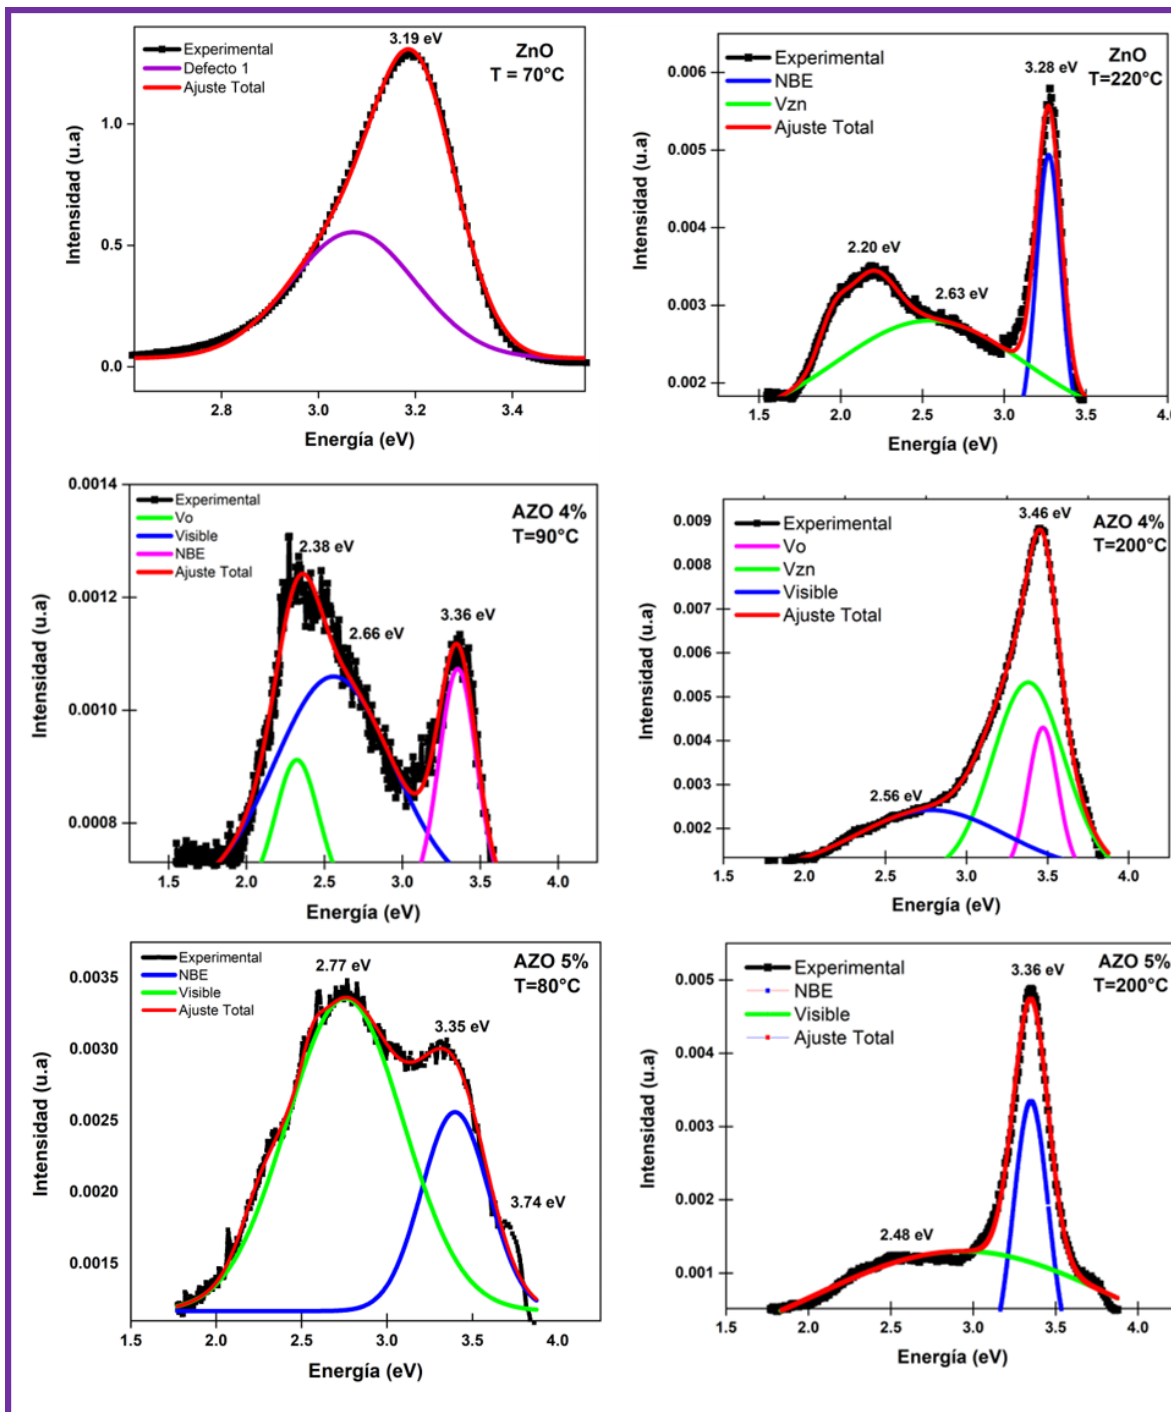 Experimental
Defecto 1
Ajuste Total
3.19 eV
ZnO
T = 70°C
Intensidad (u.a)
1.0
0.5
0.0
2.8 3.0 3.2 3.4
Energía (eV)
Experimental
NBE
Vzn
Ajuste Total
3.28 eV
ZnO
T=220°C
2.20 eV
2.63 eV
Intensidad (u.a)
0.006
0.005
0.004
0.003
0.002
1.5 2.0 2.5 3.0 3.5 4.0
Energía (eV)
Experimental
Vo
Visible
NBE
Ajuste Total
AZO 4%
T=90°C
2.38 eV
2.66 eV
3.36 eV
Intensidad (u.a)
0.0014
0.0012
0.0010
0.0008
1.5 2.0 2.5 3.0 3.5 4.0
Energía (eV)
Experimental
Vo
Vzn
Visible
Ajuste Total
3.46 eV
AZO 4%
T=200°C
2.56 eV
Intensidad (u.a)
0.009
0.008
0.007
0.006
0.005
0.004
0.003
0.002
1.5 2.0 2.5 3.0 3.5 4.0
Energía (eV)
Experimental
NBE
Visible
Ajuste Total
2.77 eV
AZO 5%
T=80°C
3.35 eV
3.74 eV
Intensidad (u.a)
0.0035
0.0030
0.0025
0.0020
0.0015
1.5 2.0 2.5 3.0 3.5 4.0
Energía (eV)
Experimental
NBE
Visible
Ajuste Total
3.36 eV
AZO 5%
T=200°C
2.48 eV
Intensidad (u.a)
0.005
0.004
0.003
0.002
0.001
1.5 2.0 2.5 3.0 3.5 4.0
Energía (eV)